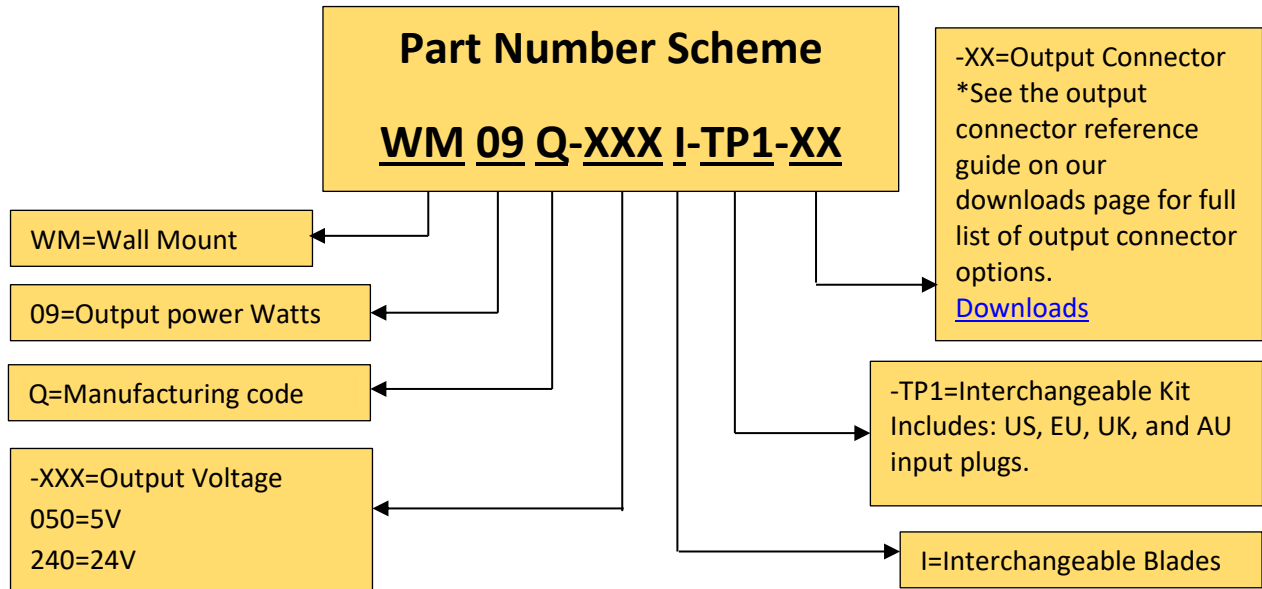 Part Number Scheme
WM 09 Q-XXX I-TP1-XX
WM=Wall Mount
09=Output power Watts
Q=Manufacturing code
-XXX=Output Voltage
050=5V
240=24V
-XX=Output Connector
*See the output
connector reference
guide on our
downloads page for full
list of output connector
options.
Downloads
-TP1=Interchangeable Kit
Includes: US, EU, UK, and AU
input plugs.
I=Interchangeable Blades